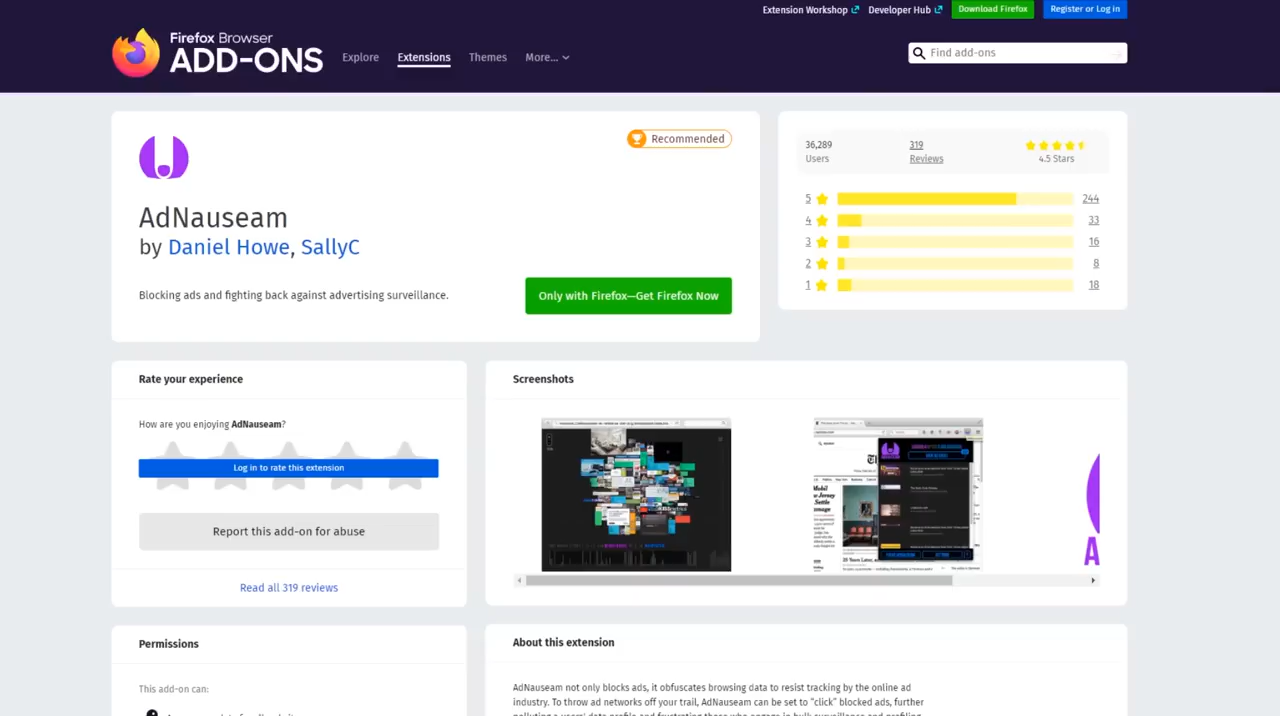 Extension Workshop Developer Hub Download Firefox Register or Log in
Firefox Browser
ADD-ONS
Explore Extensions Themes More... Find add-ons
Recommended
AdNauseam
by Daniel Howe, SallyC
Blocking ads and fighting back against advertising surveillance.
Only with Firefox—Get Firefox Now
36,289 319
Users Reviews 4.5 Stars
5 244
4 33
3 16
2 8
1 18
Rate your experience
How are you enjoying AdNauseam?
Log in to rate this extension
Report this add-on for abuse
Read all 319 reviews
Screenshots
Permissions
This add-on can:
About this extension
AdNauseam not only blocks ads, it obfuscates browsing data to resist tracking by the online ad
industry. To throw ad networks off your trail, AdNauseam can be set to "click" blocked ads, further